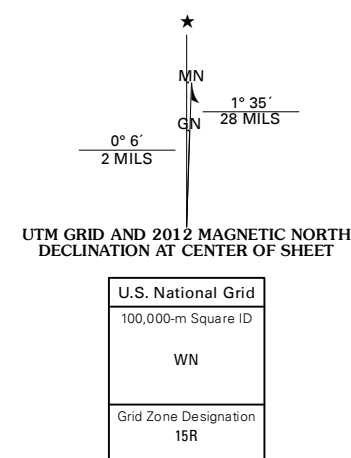 ★
MN
1° 35´
28 MILS
GN
0° 6´
2 MILS
UTM GRID AND 2012 MAGNETIC NORTH
DECLINATION AT CENTER OF SHEET
U.S. National Grid
100,000-m Square ID
WN
Grid Zone Designation
15R